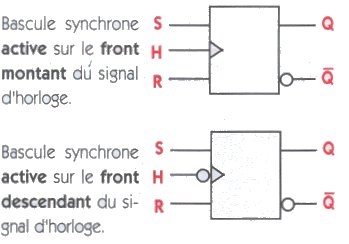 Bascule synchrone
active sur le front
montant du signal
d'horloge.
S
H
R
Q
Q̅
Bascule synchrone
active sur le front
descendant du si-
gnal d'horloge.
S
H
R
Q
Q̅